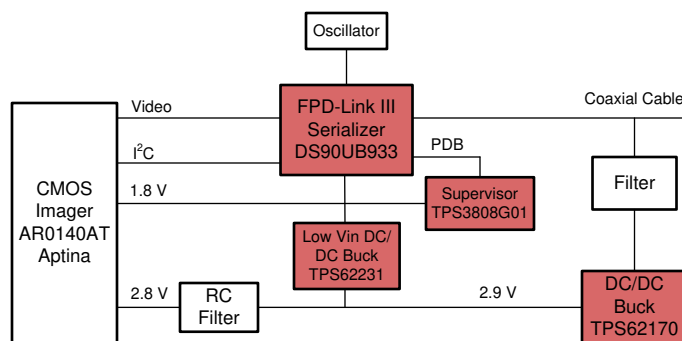 Oscillator
FPD-Link III
Serializer
DS90UB933
Video
Coaxial Cable
I²C
PDB
CMOS
Imager
AR0140AT
Aptina
1.8 V
Supervisor
TPS3808G01
Filter
Low Vin DC/
DC Buck
TPS62231
2.8 V
RC
Filter
2.9 V
DC/DC
Buck
TPS62170